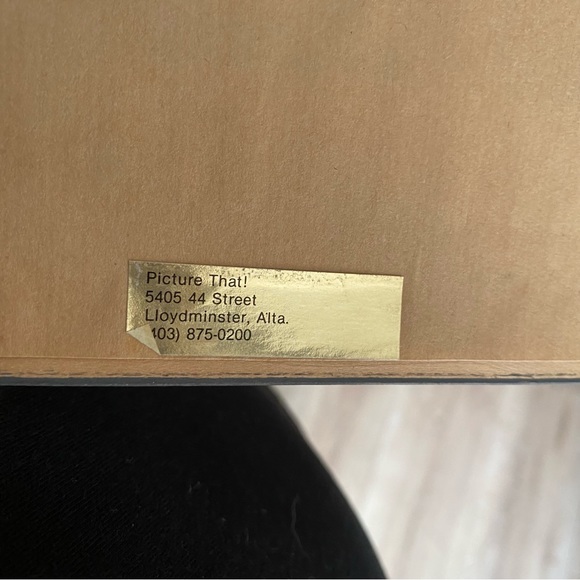 Picture That!
5405 44 Street
Lloydminster, Alta.
403) 875-0200